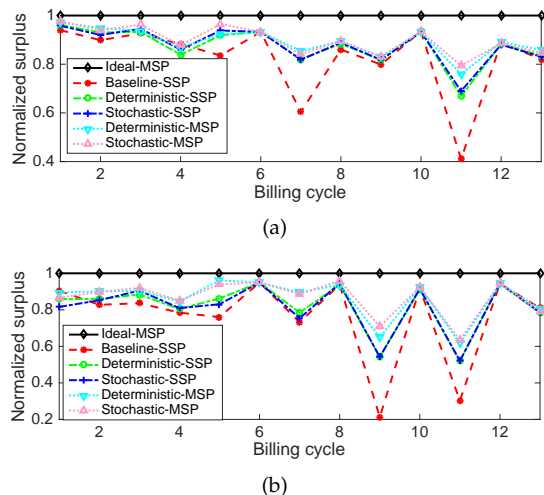 Normalized surplus
1
0.8
0.6
0.4
Ideal-MSP
Baseline-SSP
Deterministic-SSP
Stochastic-SSP
Deterministic-MSP
Stochastic-MSP
2 4 6 8 10 12
Billing cycle
(a)
Normalized surplus
1
0.8
0.6
0.4
0.2
Ideal-MSP
Baseline-SSP
Deterministic-SSP
Stochastic-SSP
Deterministic-MSP
Stochastic-MSP
2 4 6 8 10 12
Billing cycle
(b)